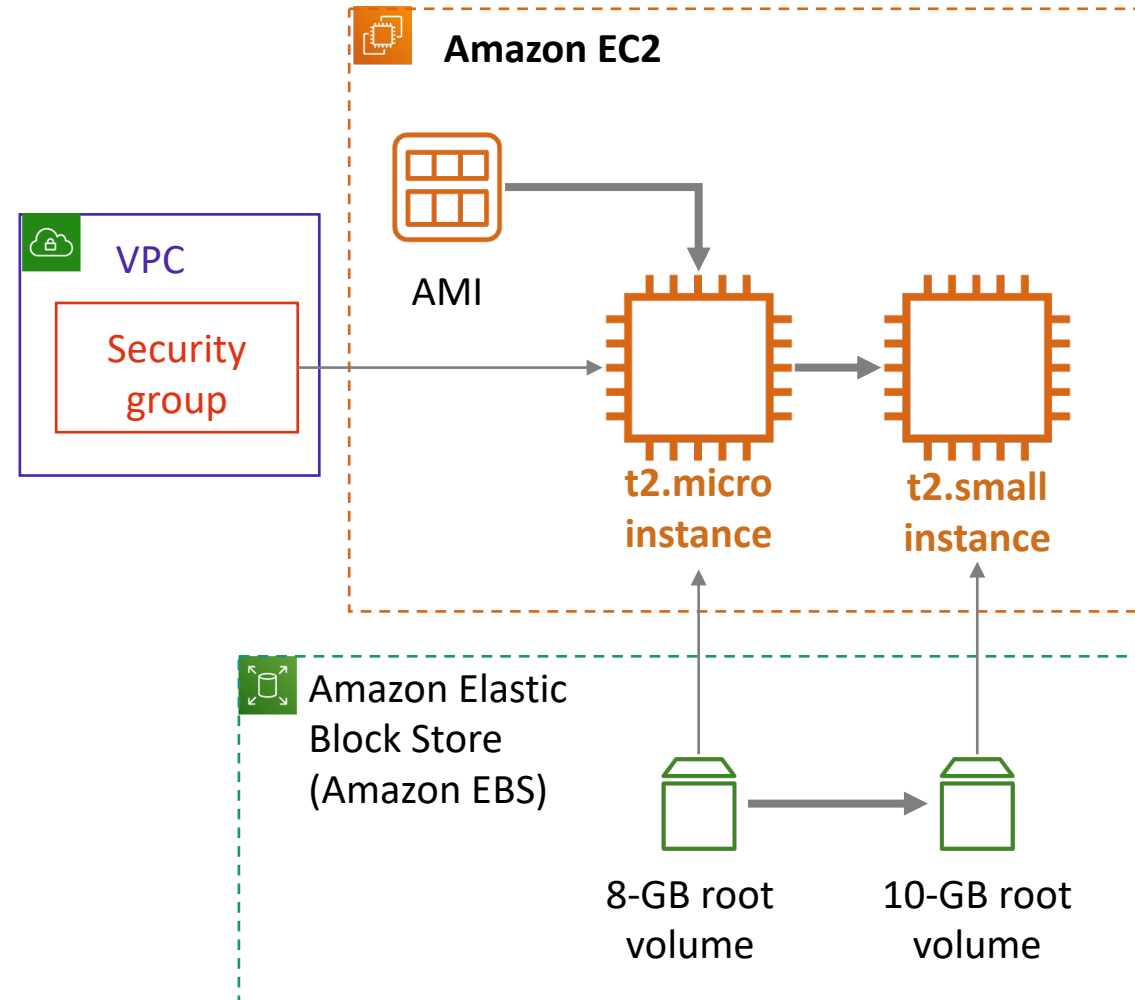 Amazon EC2
AMI
VPC
Security
group
t2.micro
instance
t2.small
instance
Amazon Elastic
Block Store
(Amazon EBS)
8-GB root
volume
10-GB root
volume